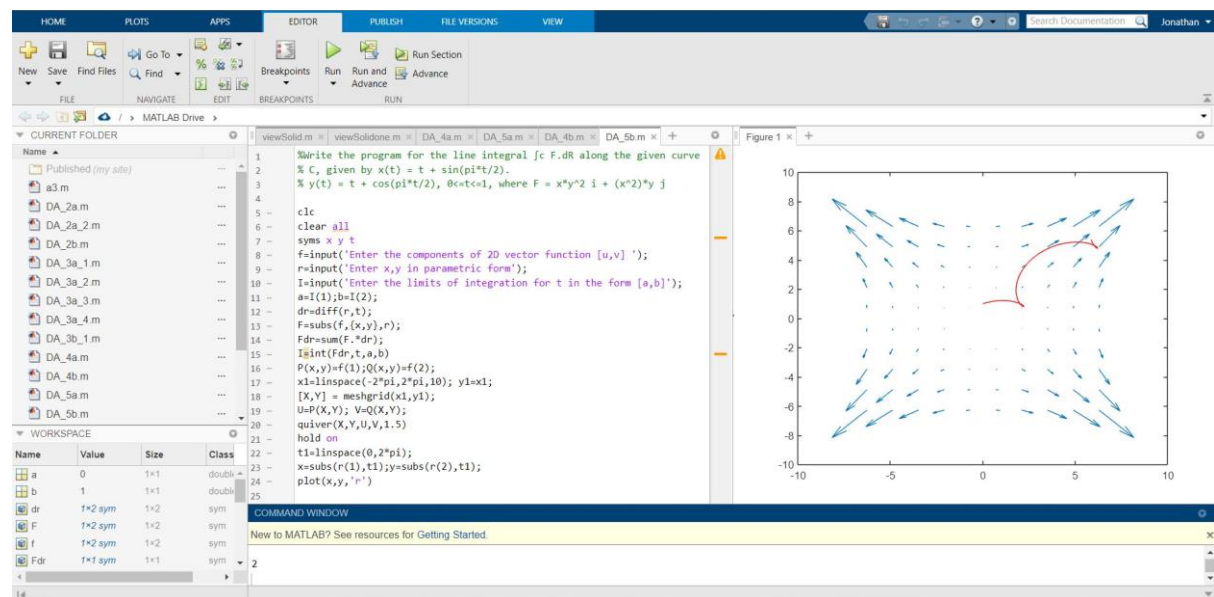 HOME PLOTS APPS EDITOR PUBLISH FILE VERSIONS VIEW Search Documentation Jonathan
New Save Find Files Go To Find Breakpoints Run Run and Advance Run Section Advance
FILE NAVIGATE EDIT BREAKPOINTS RUN
/ > MATLAB Drive >
CURRENT FOLDER
Name
Published (my site)
a3.m
DA_2a.m
DA_2a_2.m
DA_2b.m
DA_3a_1.m
DA_3a_2.m
DA_3a_3.m
DA_3a_4.m
DA_3b_1.m
DA_4a.m
DA_4b.m
DA_5a.m
DA_5b.m
WORKSPACE
Name Value Size Class
a 0 1×1 double
b 1 1×1 double
dr 1×2 sym 1×2 sym
F 1×2 sym 1×2 sym
f 1×2 sym 1×2 sym
Fdr 1×1 sym 1×1 sym
viewSolid.m × viewSolidone.m × DA_4a.m × DA_5a.m × DA_4b.m × DA_5b.m × +
1 %Write the program for the line integral ∫c F.dR along the given curve
2 % C, given by x(t) = t + sin(pi*t/2).
3 % y(t) = t + cos(pi*t/2), 0<=t<=1, where F = x*y^2 i + (x^2)*y j
4
5 - clc
6 - clear all
7 - syms x y t
8 - f=input('Enter the components of 2D vector function [u,v] ');
9 - r=input('Enter x,y in parametric form');
10 - I=input('Enter the limits of integration for t in the form [a,b]');
11 - a=I(1);b=I(2);
12 - dr=diff(r,t);
13 - F=subs(f,{x,y},r);
14 - Fdr=sum(F.*dr);
15 - I=int(Fdr,t,a,b)
16 - P(x,y)=f(1);Q(x,y)=f(2);
17 - x1=linspace(-2*pi,2*pi,10); y1=x1;
18 - [X,Y] = meshgrid(x1,y1);
19 - U=P(X,Y); V=Q(X,Y);
20 - quiver(X,Y,U,V,1.5)
21 - hold on
22 - t1=linspace(0,2*pi);
23 - x=subs(r(1),t1);y=subs(r(2),t1);
24 - plot(x,y,'r')
25
Figure 1 × +
10
8
6
4
2
0
-2
-4
-6
-8
-10
-10 -5 0 5 10
COMMAND WINDOW
New to MATLAB? See resources for Getting Started.
2